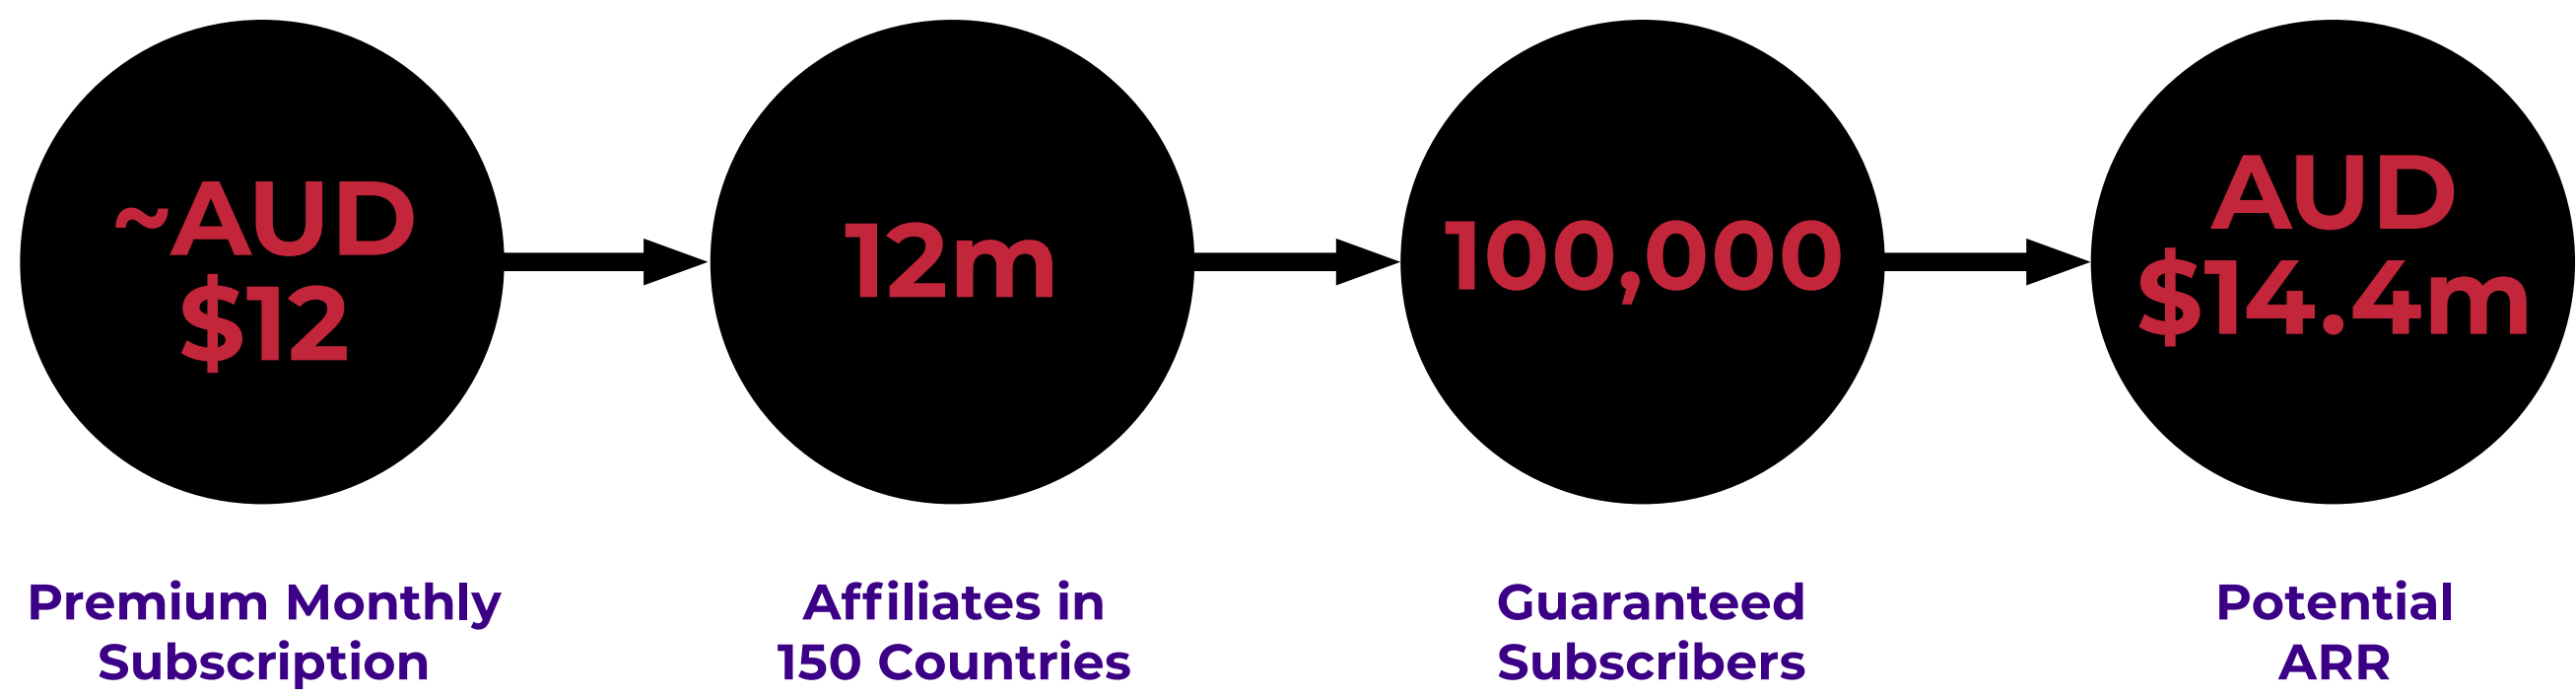 ~AUD
$12
12m
100,000
AUD
$14.4m
Premium Monthly
Subscription
Affiliates in
150 Countries
Guaranteed
Subscribers
Potential
ARR